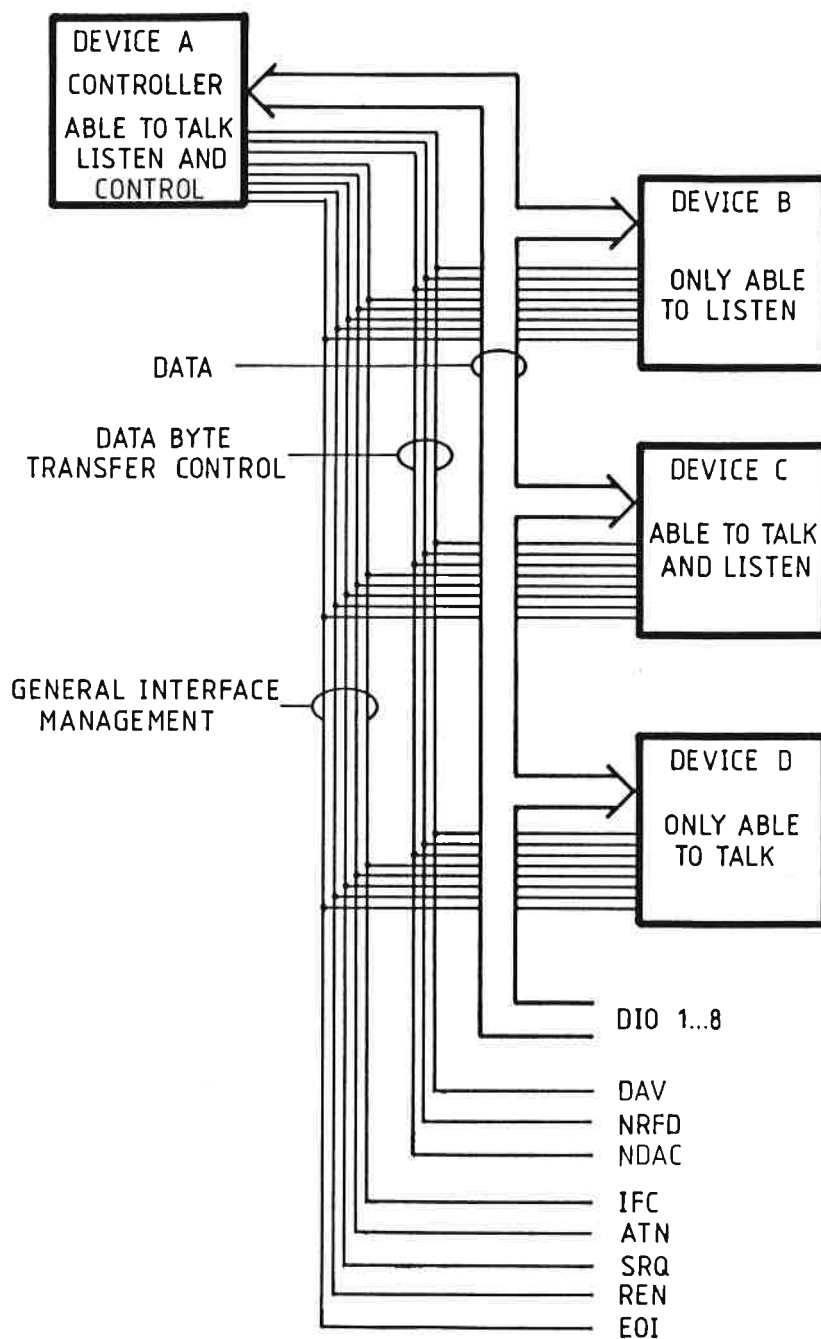 DEVICE A
CONTROLLER
ABLE TO TALK
LISTEN AND
CONTROL
DEVICE B
ONLY ABLE
TO LISTEN
DATA
DATA BYTE
TRANSFER CONTROL
DEVICE C
ABLE TO TALK
AND LISTEN
GENERAL INTERFACE
MANAGEMENT
DEVICE D
ONLY ABLE
TO TALK
DIO 1...8
DAV
NRFD
NDAC
IFC
ATN
SRQ
REN
EOI